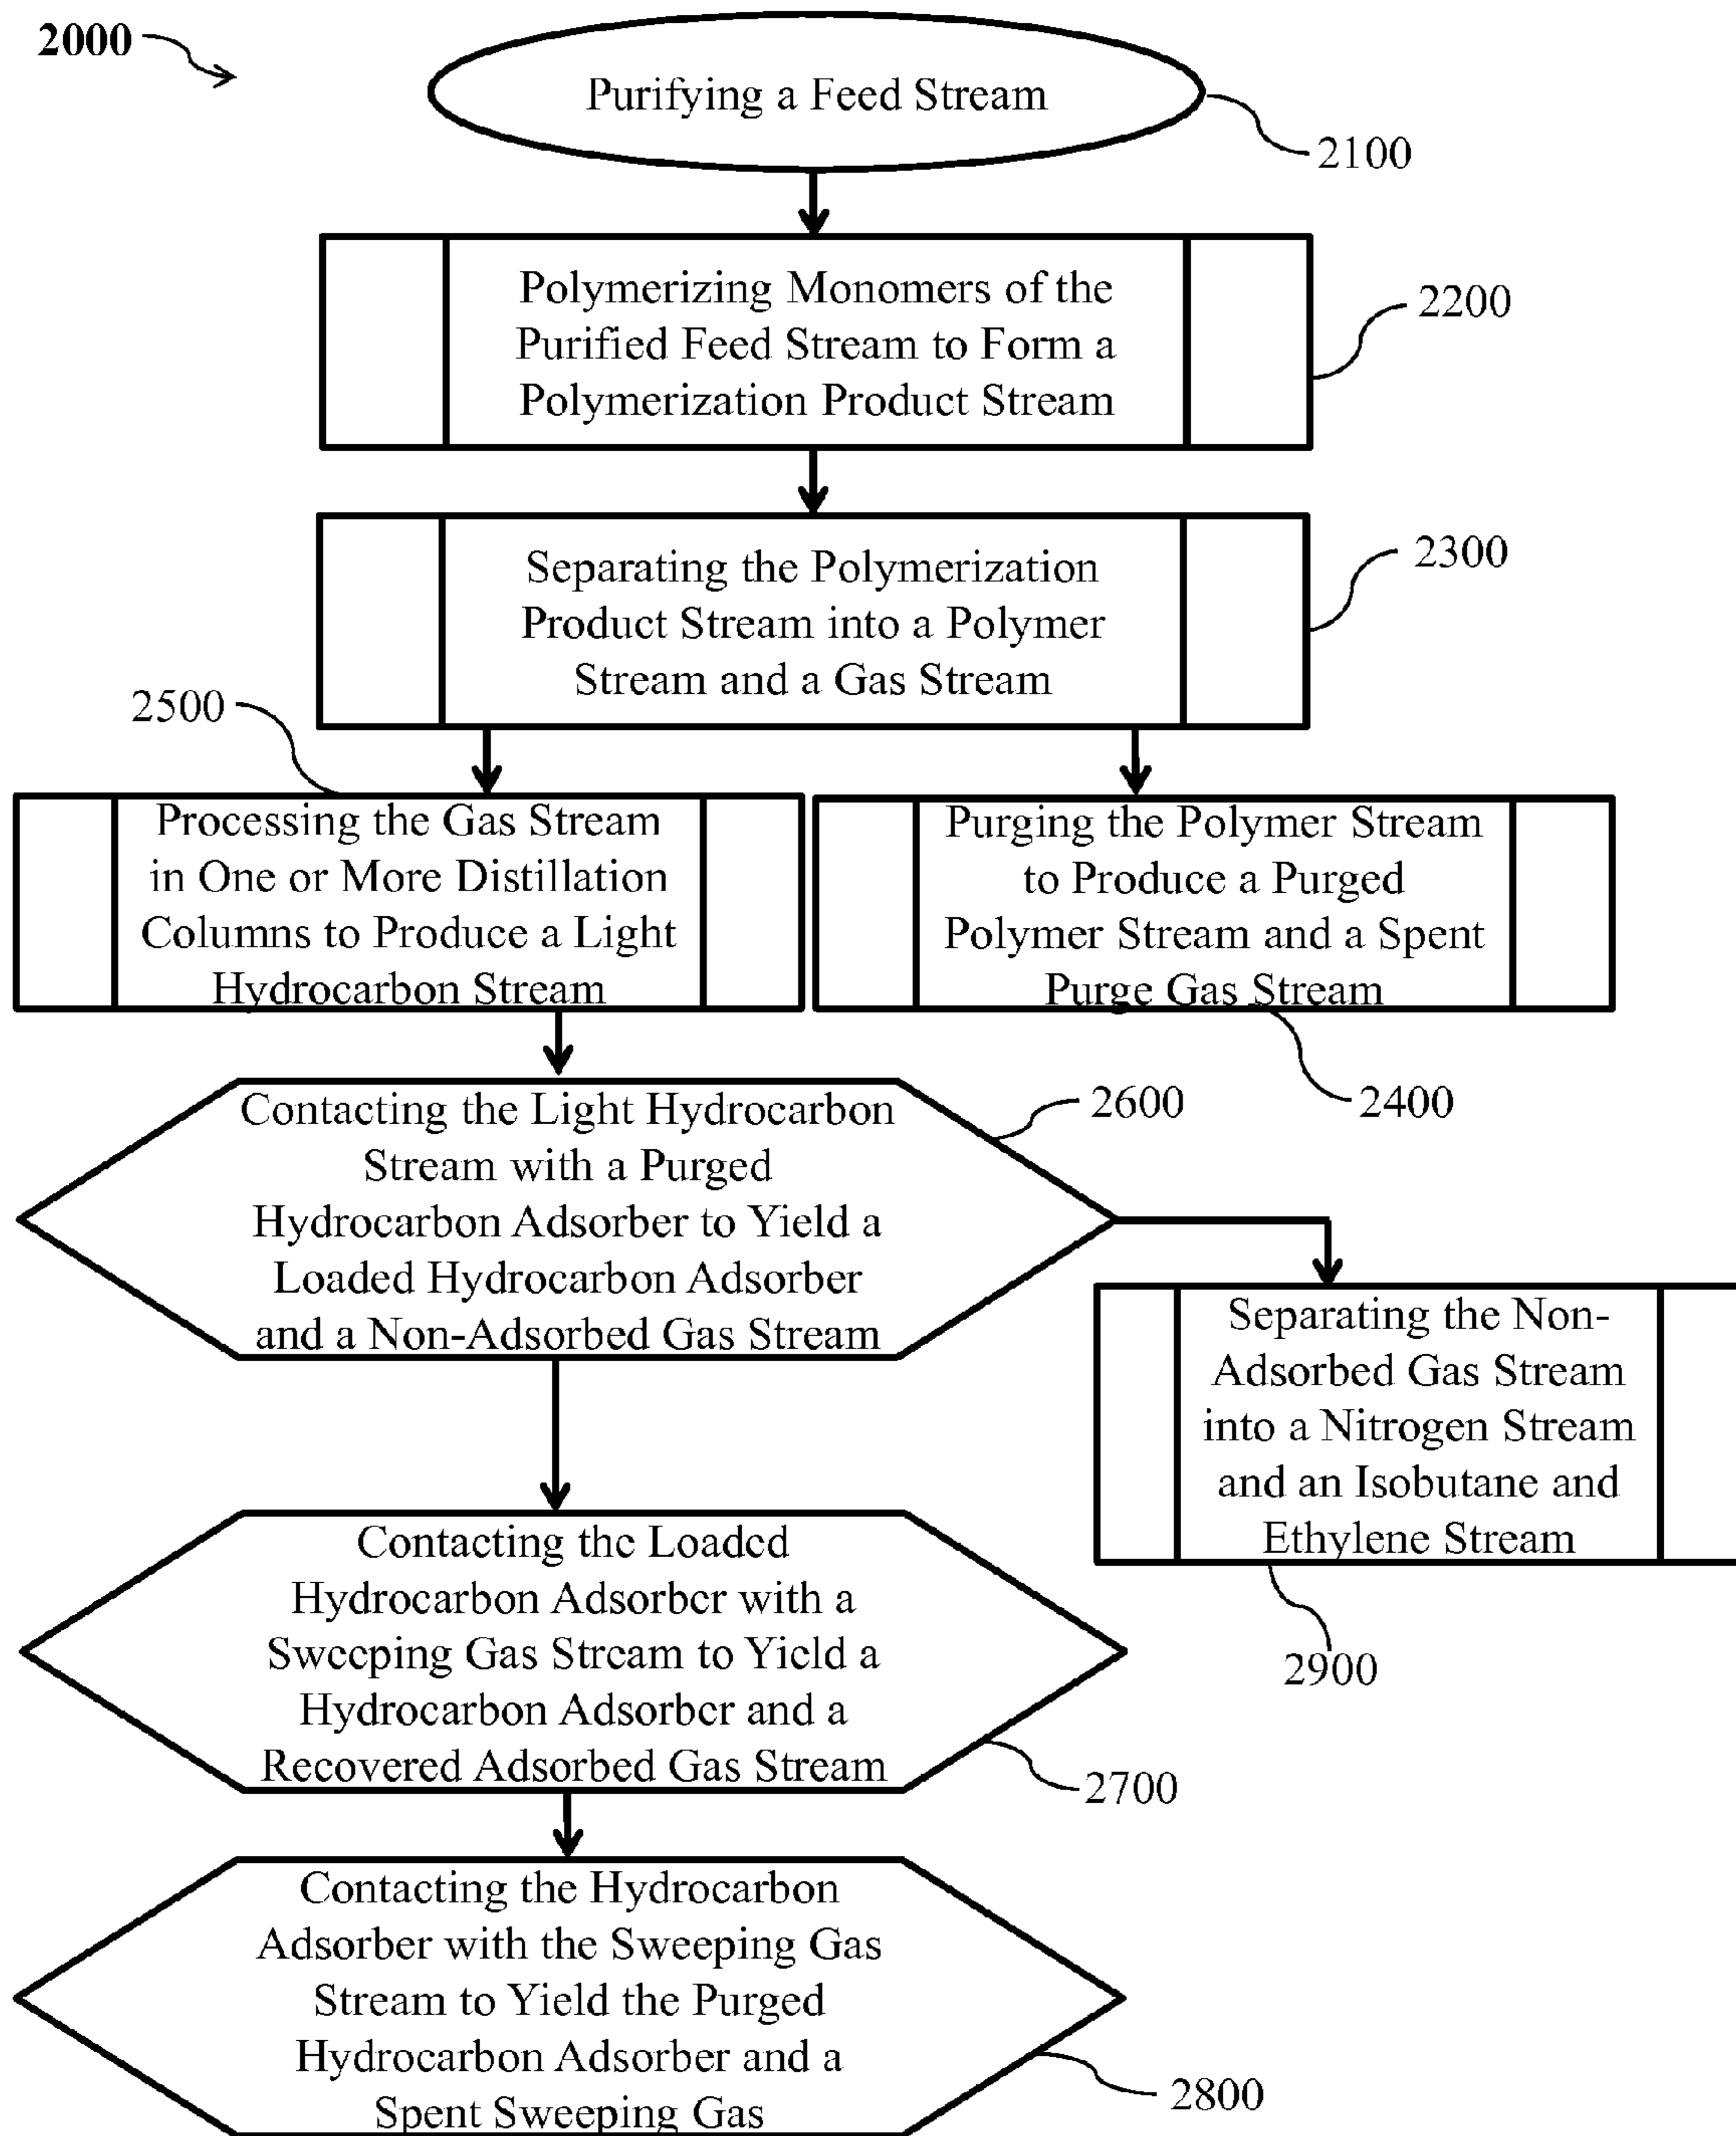 2000
Purifying a Feed Stream
2100
Polymerizing Monomers of the
Purified Feed Stream to Form a
Polymerization Product Stream
2200
Separating the Polymerization
Product Stream into a Polymer
Stream and a Gas Stream
2300
2500
Processing the Gas Stream
in One or More Distillation
Columns to Produce a Light
Hydrocarbon Stream
Purging the Polymer Stream
to Produce a Purged
Polymer Stream and a Spent
Purge Gas Stream
2400
Contacting the Light Hydrocarbon
Stream with a Purged
Hydrocarbon Adsorber to Yield a
Loaded Hydrocarbon Adsorber
and a Non-Adsorbed Gas Stream
2600
Separating the Non-
Adsorbed Gas Stream
into a Nitrogen Stream
and an Isobutane and
Ethylene Stream
2900
Contacting the Loaded
Hydrocarbon Adsorber with a
Sweeping Gas Stream to Yield a
Hydrocarbon Adsorber and a
Recovered Adsorbed Gas Stream
2700
Contacting the Hydrocarbon
Adsorber with the Sweeping Gas
Stream to Yield the Purged
Hydrocarbon Adsorber and a
Spent Sweeping Gas
2800